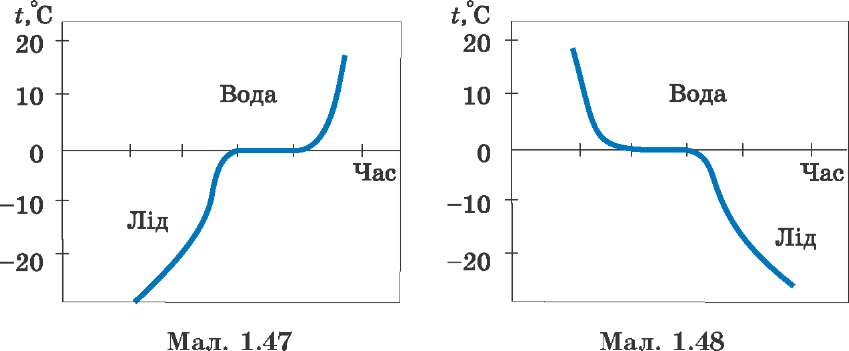 t,°C
20
10
0
−10
−20
Вода
Лід
Час
Мал. 1.47
t,°C
20
10
0
−10
−20
Вода
Лід
Час
Мал. 1.48